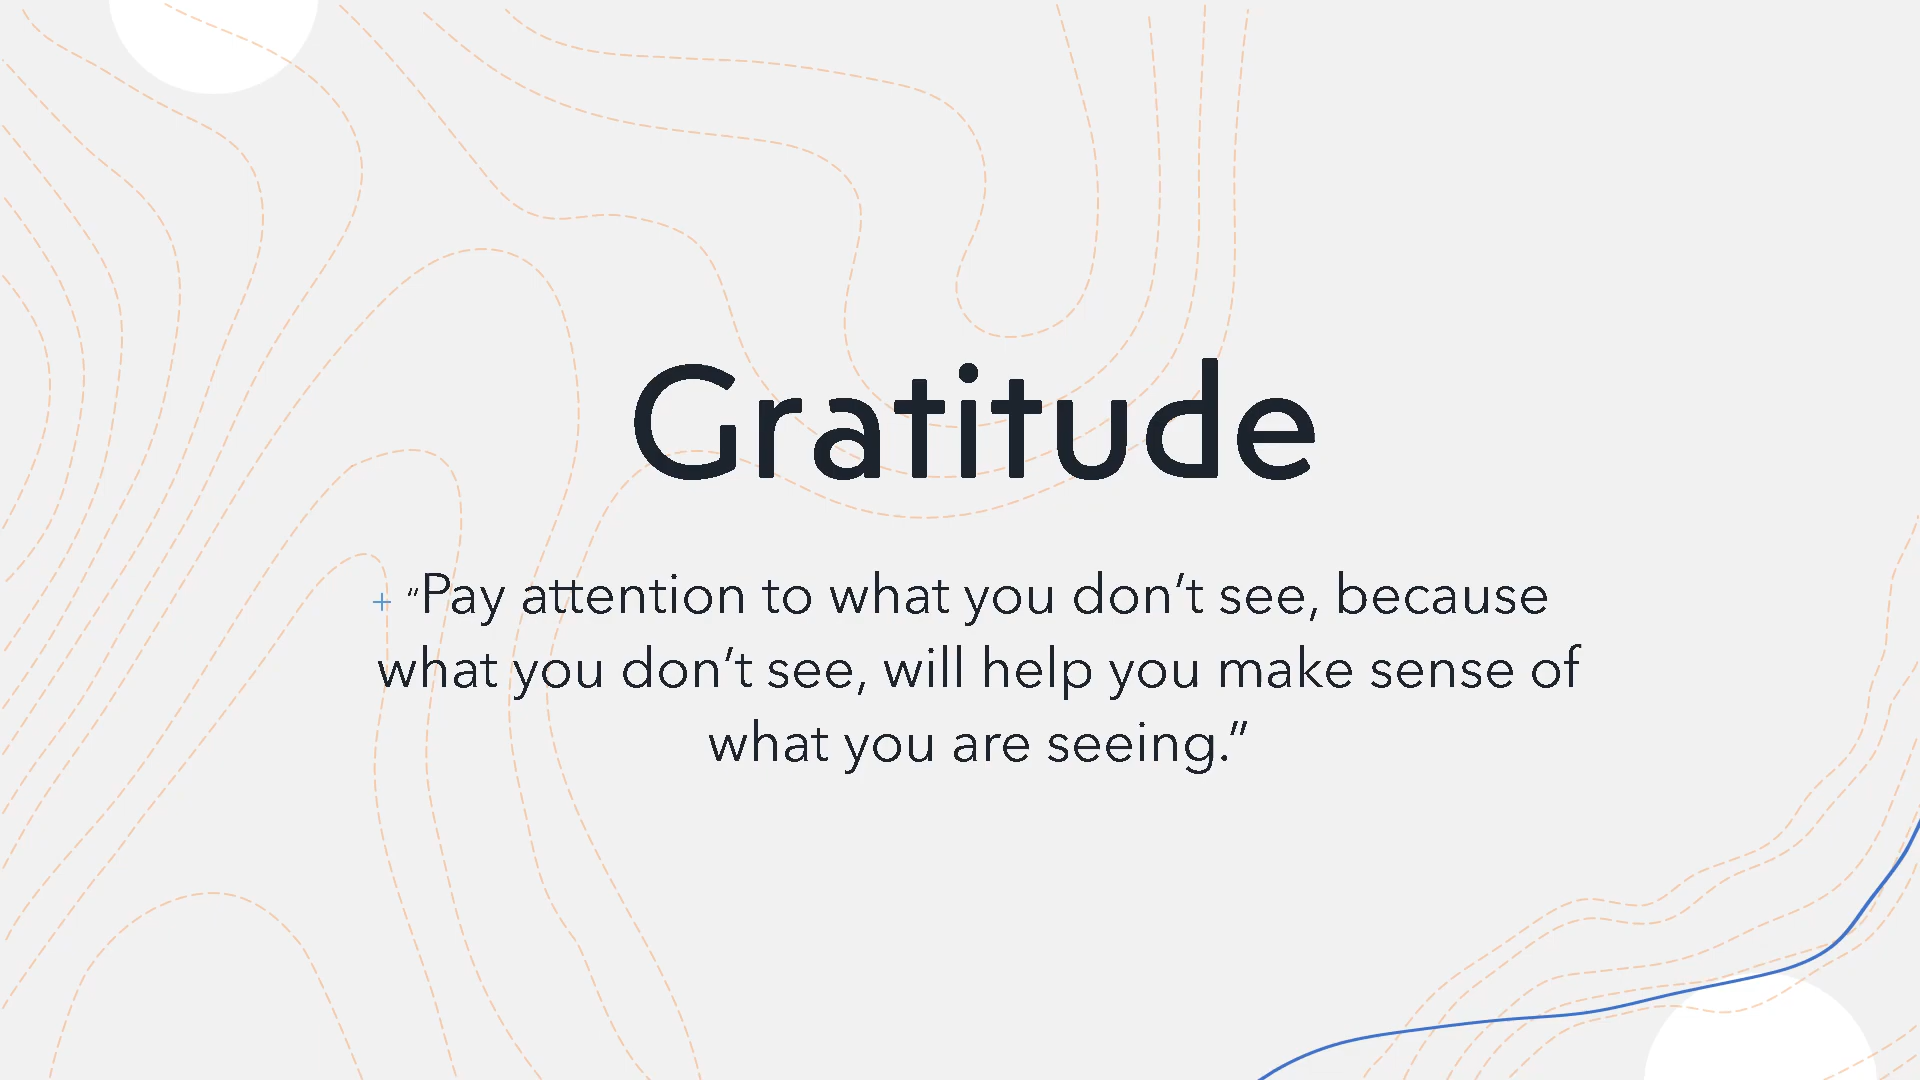 Gratitude
+ “Pay attention to what you don’t see, because
what you don’t see, will help you make sense of
what you are seeing.”